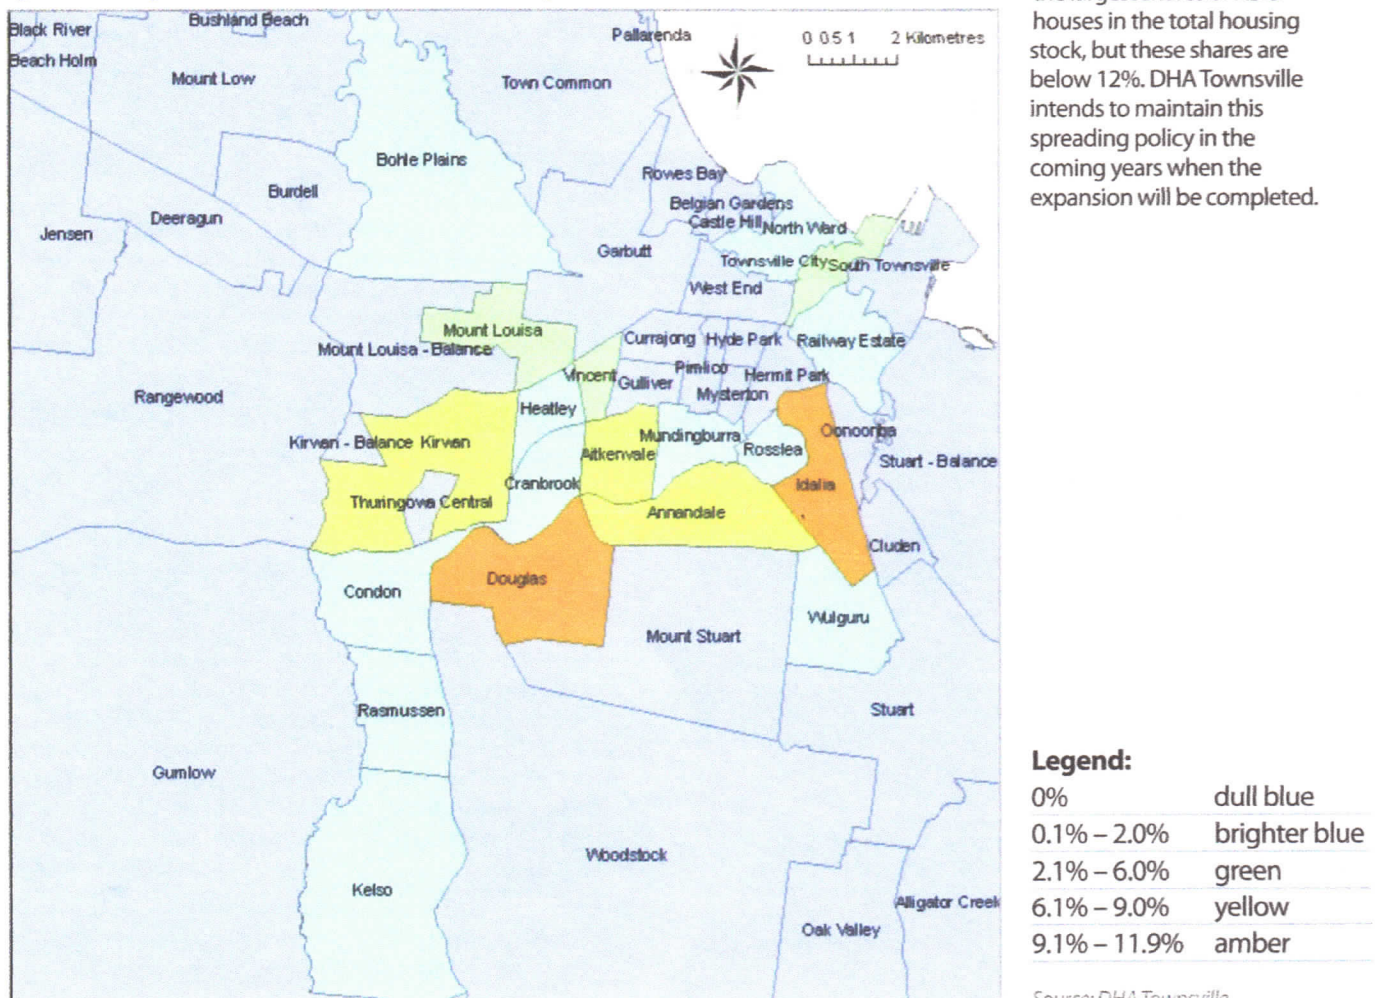 houses in the total housing
stock, but these shares are
below 12%. DHA Townsville
intends to maintain this
spreading policy in the
coming years when the
expansion will be completed.
Black River
Bushland Beach
Pallarenda
0 0.5 1 2 Kilometres
Beach Holm
Mount Low
Town Common
Bohle Plains
Rowes Bay
Burdell
Belgian Gardens
Deeragun
Castle Hill
North Ward
Jensen
Garbutt
Townsville City
South Townsville
West End
Mount Louisa
Currajong
Hyde Park
Railway Estate
Mount Louisa - Balance
Pimlico
Vincent
Gulliver
Hermit Park
Rangewood
Mysterton
Heatley
Kirwan - Balance
Kirwan
Mundingburra
Oonoonba
Aitkenvale
Rosslea
Stuart - Balance
Cranbrook
Idalia
Thuringowa Central
Annandale
Cluden
Condon
Douglas
Wulguru
Mount Stuart
Rasmussen
Stuart
Gumlow
Woodstock
Kelso
Alligator Creek
Oak Valley
Legend:
0% dull blue
0.1% – 2.0% brighter blue
2.1% – 6.0% green
6.1% – 9.0% yellow
9.1% – 11.9% amber
Source: DHA Townsville